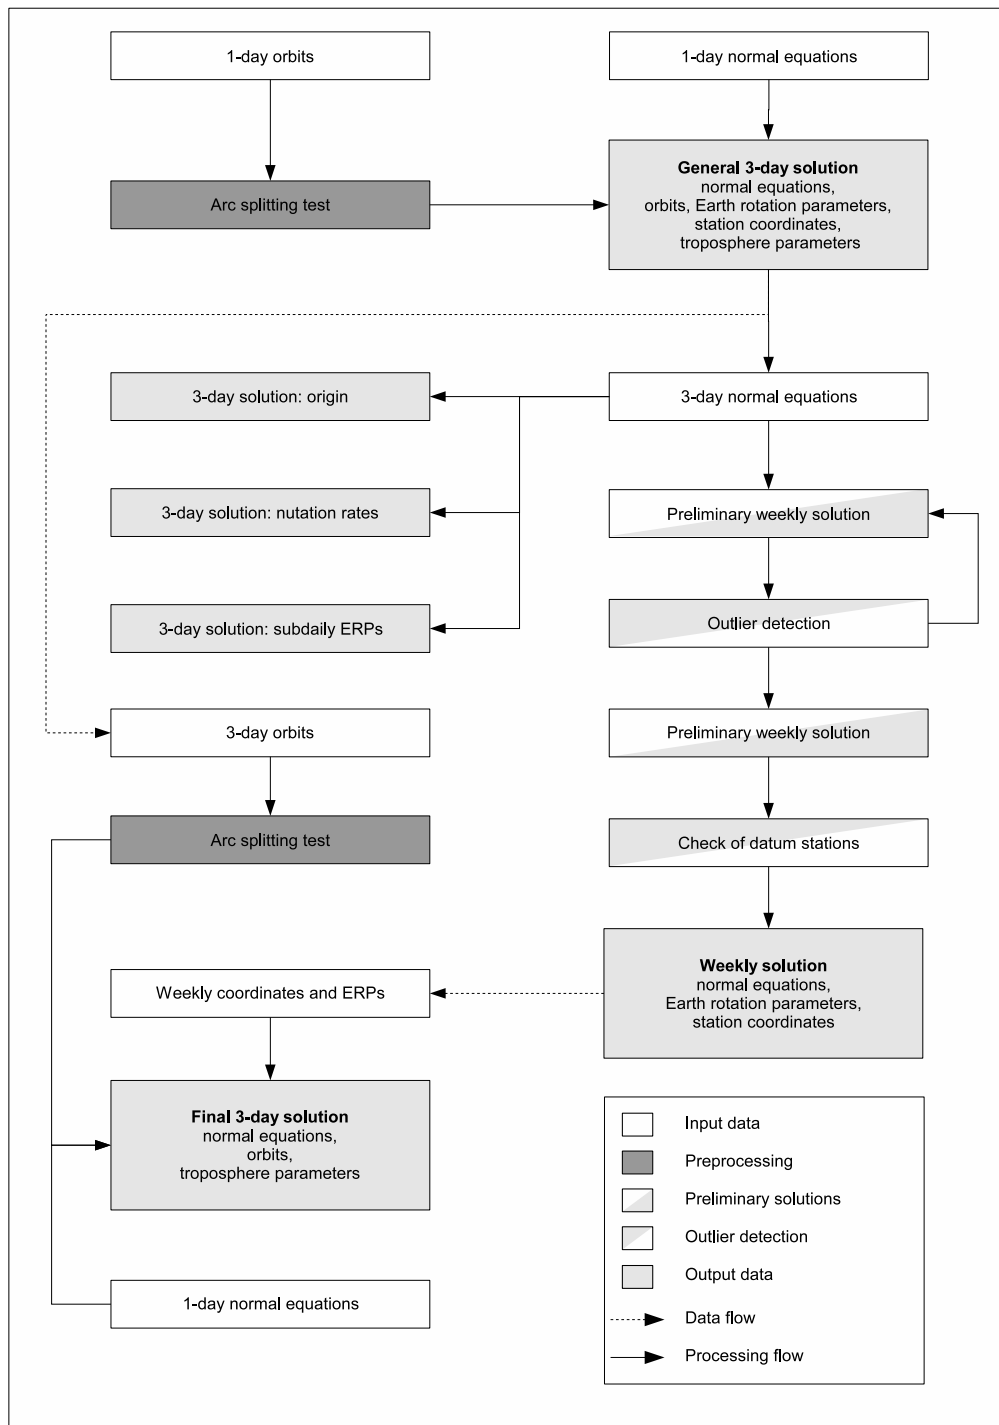 1-day orbits
1-day normal equations
Arc splitting test
General 3-day solution
normal equations,
orbits, Earth rotation parameters,
station coordinates,
troposphere parameters
3-day solution: origin
3-day normal equations
3-day solution: nutation rates
Preliminary weekly solution
3-day solution: subdaily ERPs
Outlier detection
3-day orbits
Preliminary weekly solution
Arc splitting test
Check of datum stations
Weekly coordinates and ERPs
Weekly solution
normal equations,
Earth rotation parameters,
station coordinates
Final 3-day solution
normal equations,
orbits,
troposphere parameters
1-day normal equations
Input data
Preprocessing
Preliminary solutions
Outlier detection
Output data
Data flow
Processing flow